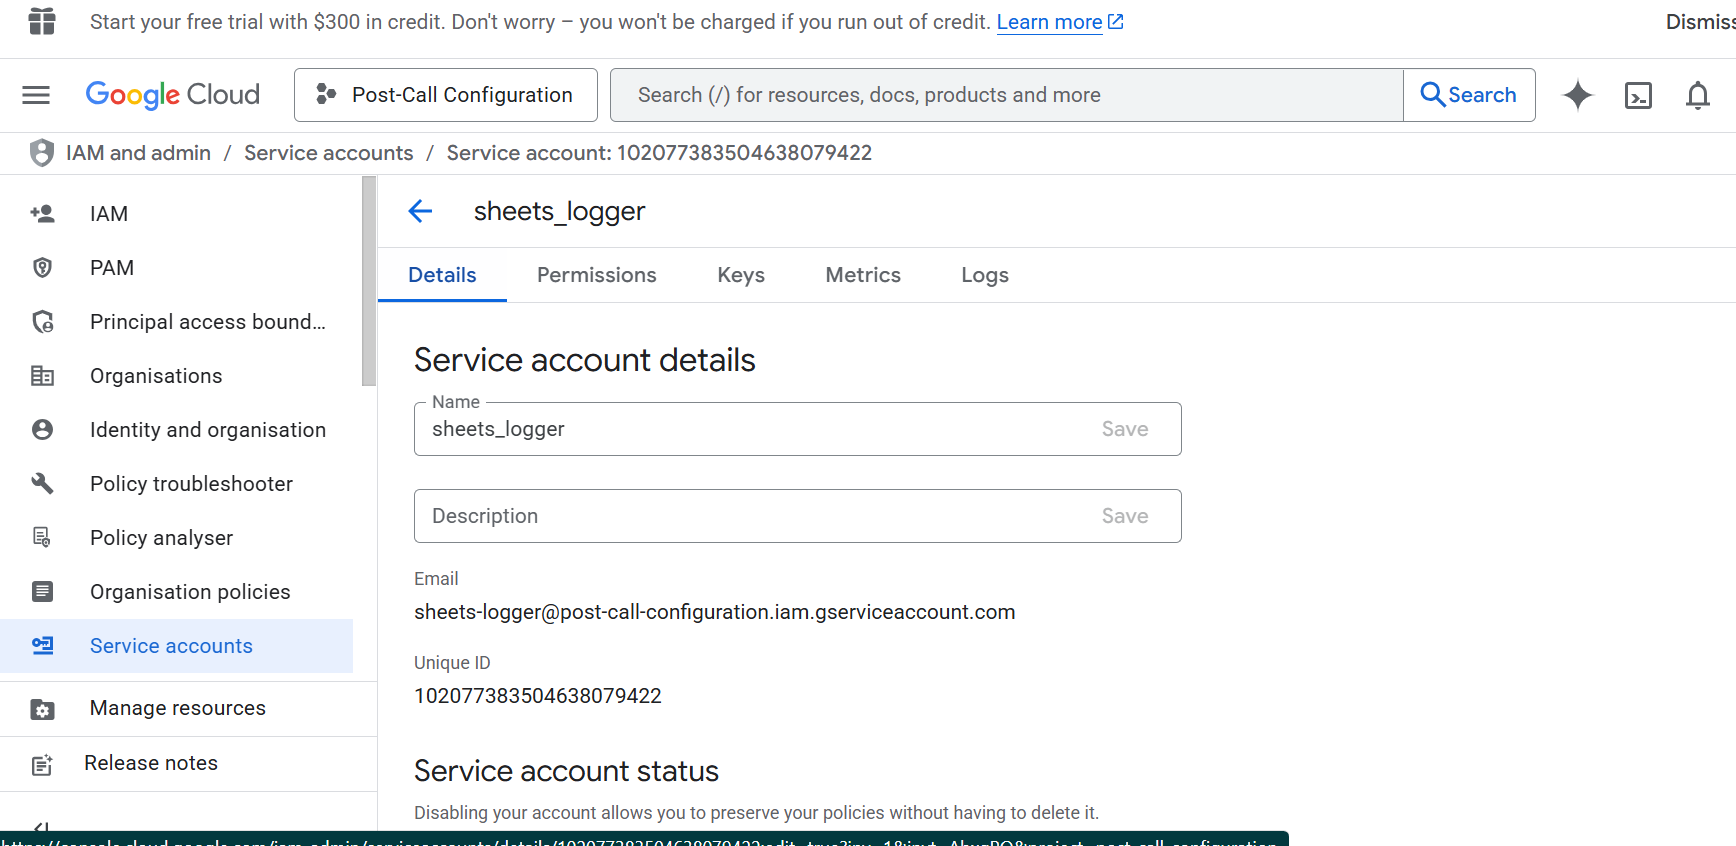 Start your free trial with $300 in credit. Don't worry – you won't be charged if you run out of credit. Learn more
Dismiss
Google Cloud
Post-Call Configuration
Search (/) for resources, docs, products and more
Search
IAM and admin / Service accounts / Service account: 102077383504638079422
IAM
PAM
Principal access bound...
Organisations
Identity and organisation
Policy troubleshooter
Policy analyser
Organisation policies
Service accounts
Manage resources
Release notes
sheets_logger
Details
Permissions
Keys
Metrics
Logs
Service account details
Name
sheets_logger
Save
Description
Save
Email
sheets-logger@post-call-configuration.iam.gserviceaccount.com
Unique ID
102077383504638079422
Service account status
Disabling your account allows you to preserve your policies without having to delete it.